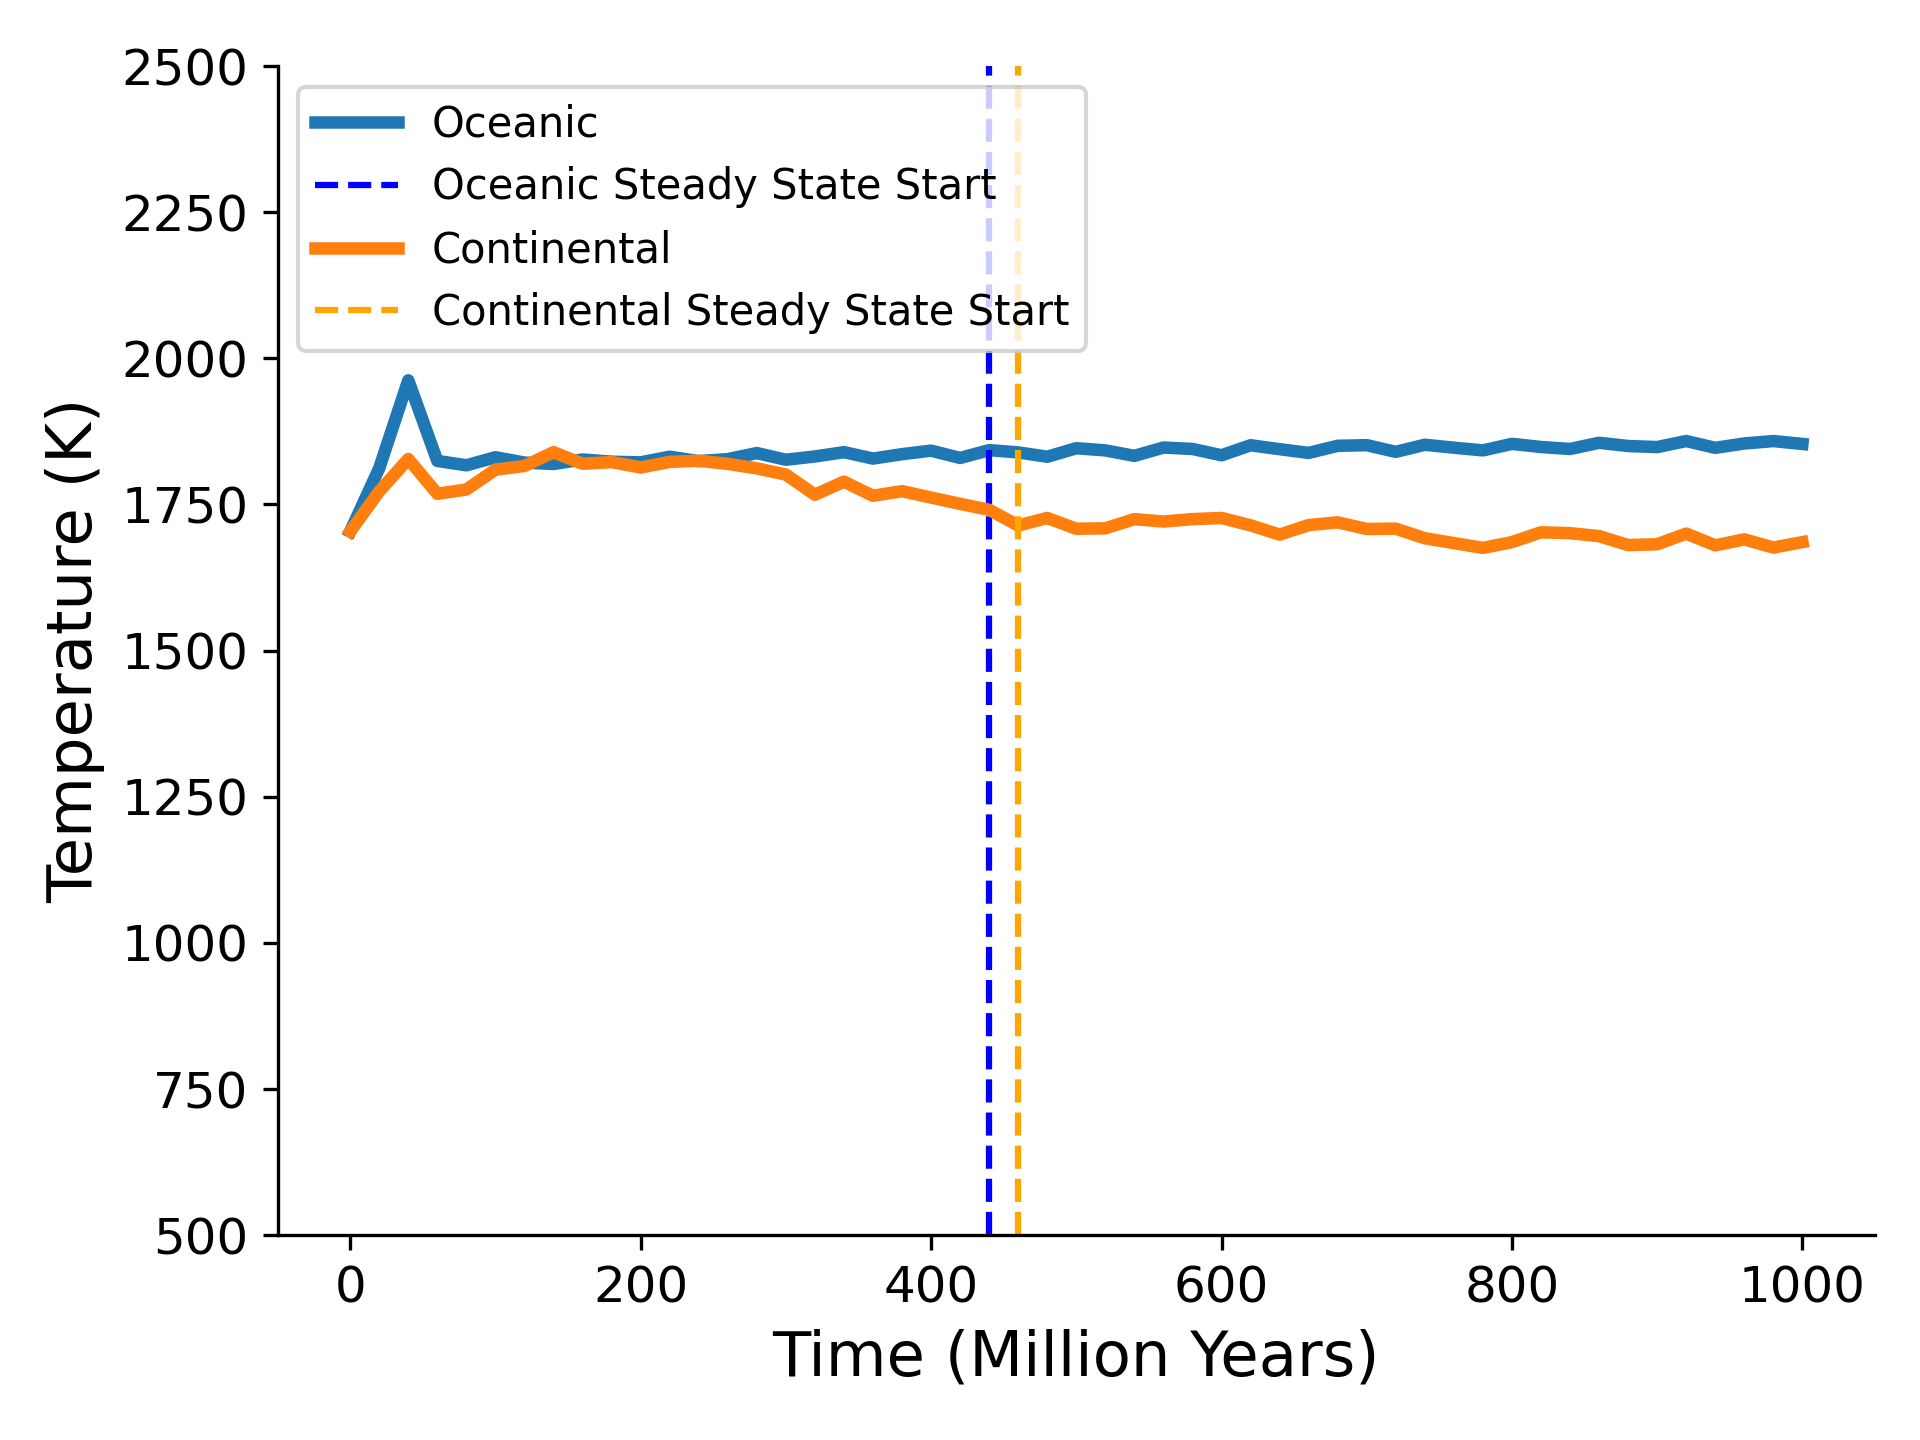 2500
2250
2000
1750
1500
1250
1000
750
500
Temperature (K)
Oceanic
Oceanic Steady State Start
Continental
Continental Steady State Start
0 200 400 600 800 1000
Time (Million Years)